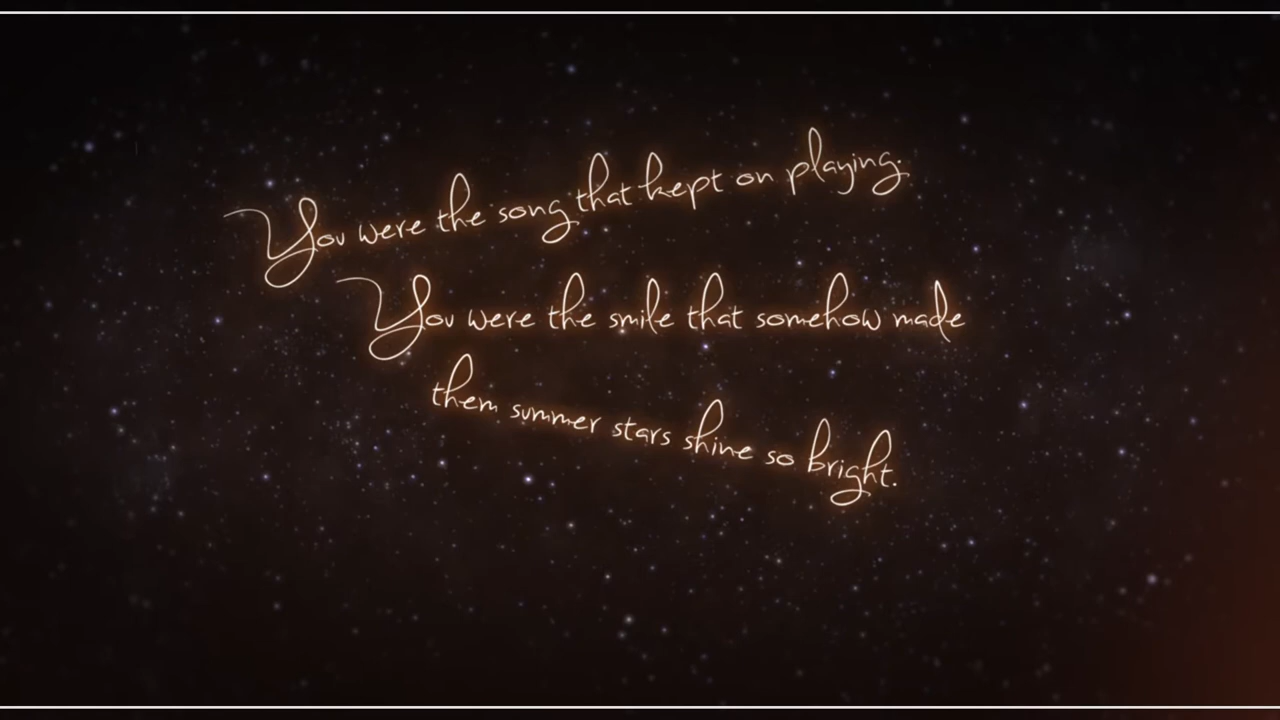 You were the song that kept on playing.
You were the smile that somehow made
them summer stars shine so bright.